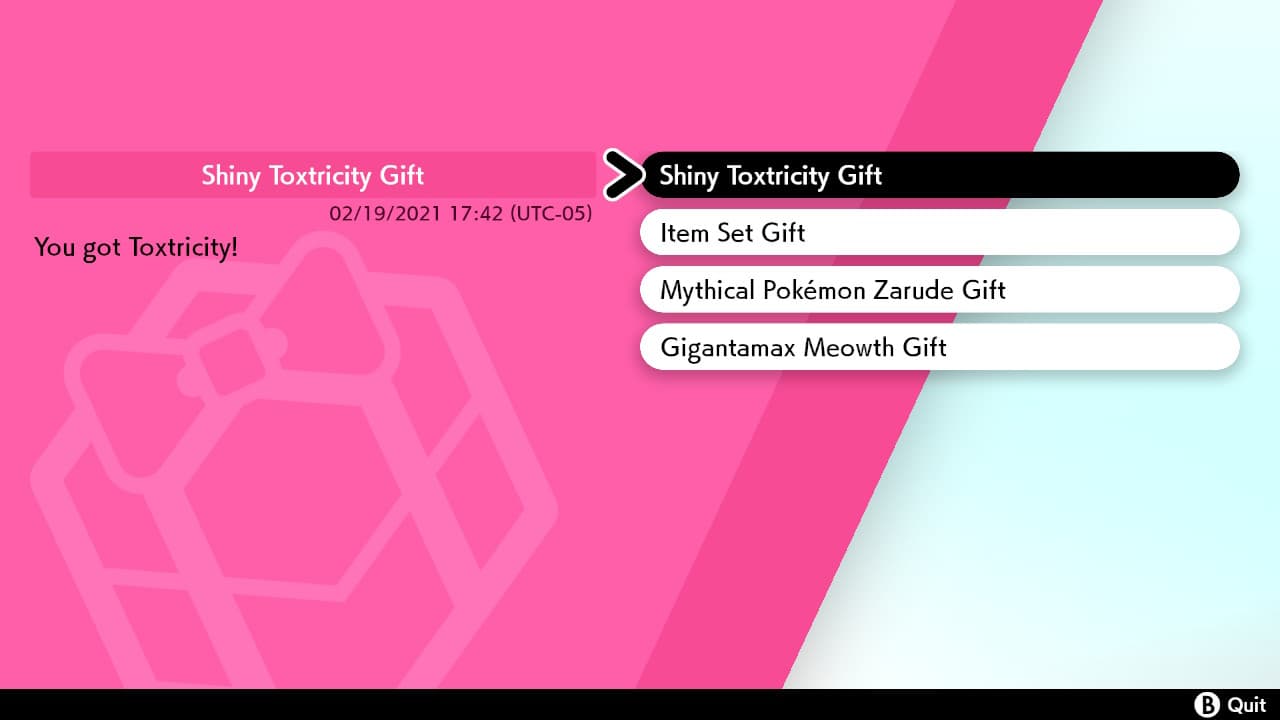 Shiny Toxtricity Gift
02/19/2021 17:42 (UTC-05)
You got Toxtricity!
Shiny Toxtricity Gift
Item Set Gift
Mythical Pokémon Zarude Gift
Gigantamax Meowth Gift
B Quit